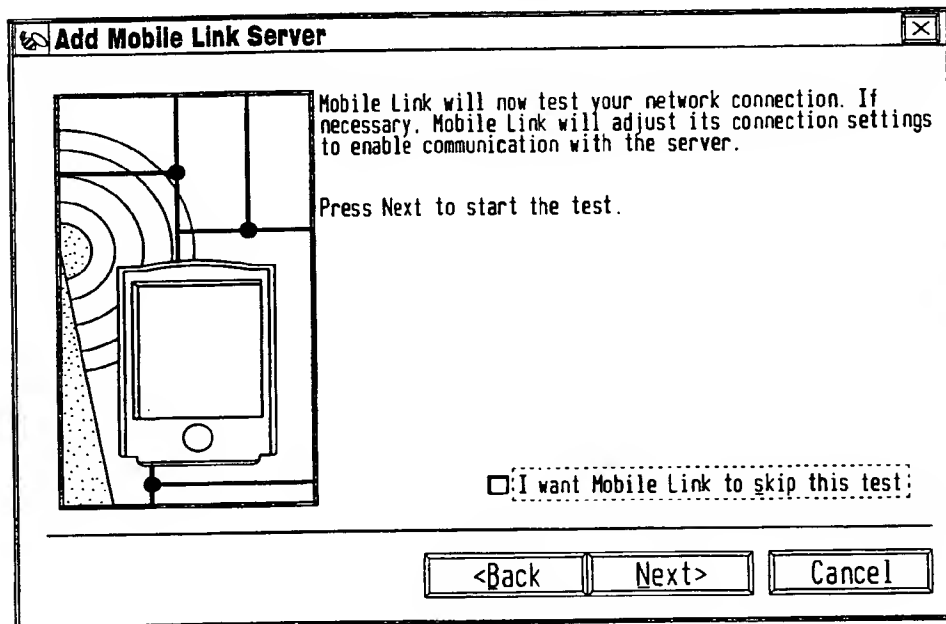 Add Mobile Link Server
Mobile Link will now test your network connection. If
necessary. Mobile Link will adjust its connection settings
to enable communication with the server.
Press Next to start the test.
I want Mobile Link to skip this test
<Back
Next>
Cancel